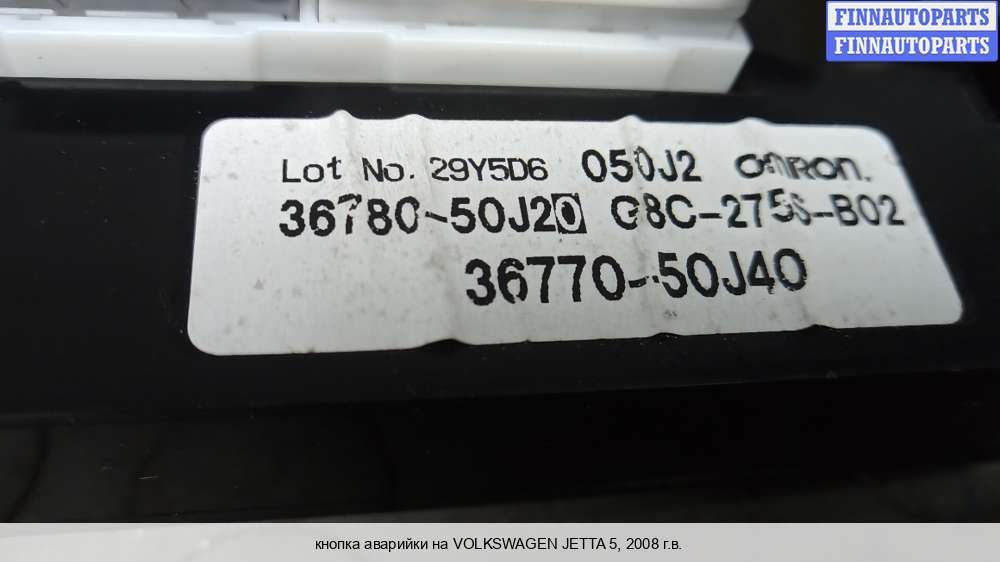 FINNAUTOPARTS
FINNAUTOPARTS
Lot No. 29Y5D6 050J2 OMRON.
36780-50J20 G8C-275S-B02
36770-50J40
кнопка аварийки на VOLKSWAGEN JETTA 5, 2008 г.в.